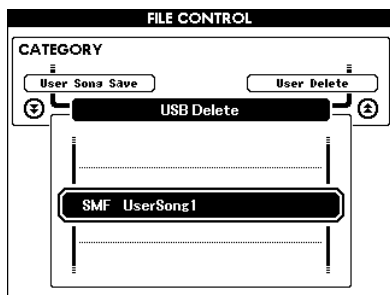 FILE CONTROL
CATEGORY
User Song Save
User Delete
USB Delete
SMF UserSong1